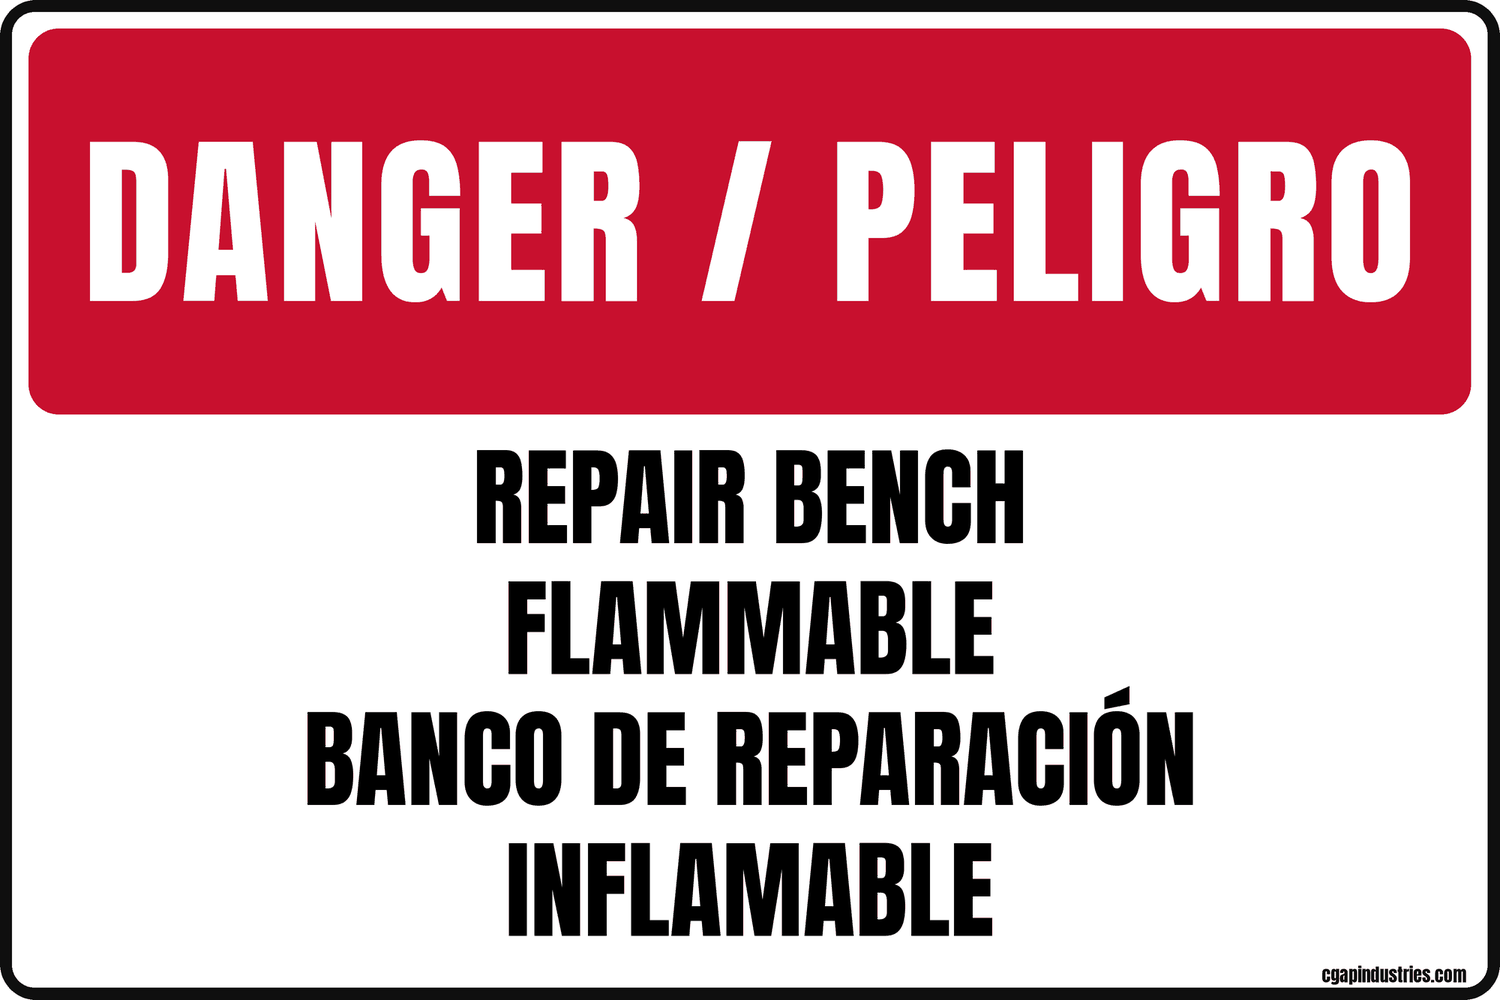 DANGER / PELIGRO
REPAIR BENCH
FLAMMABLE
BANCO DE REPARACIÓN
INFLAMABLE
cgapindustries.com